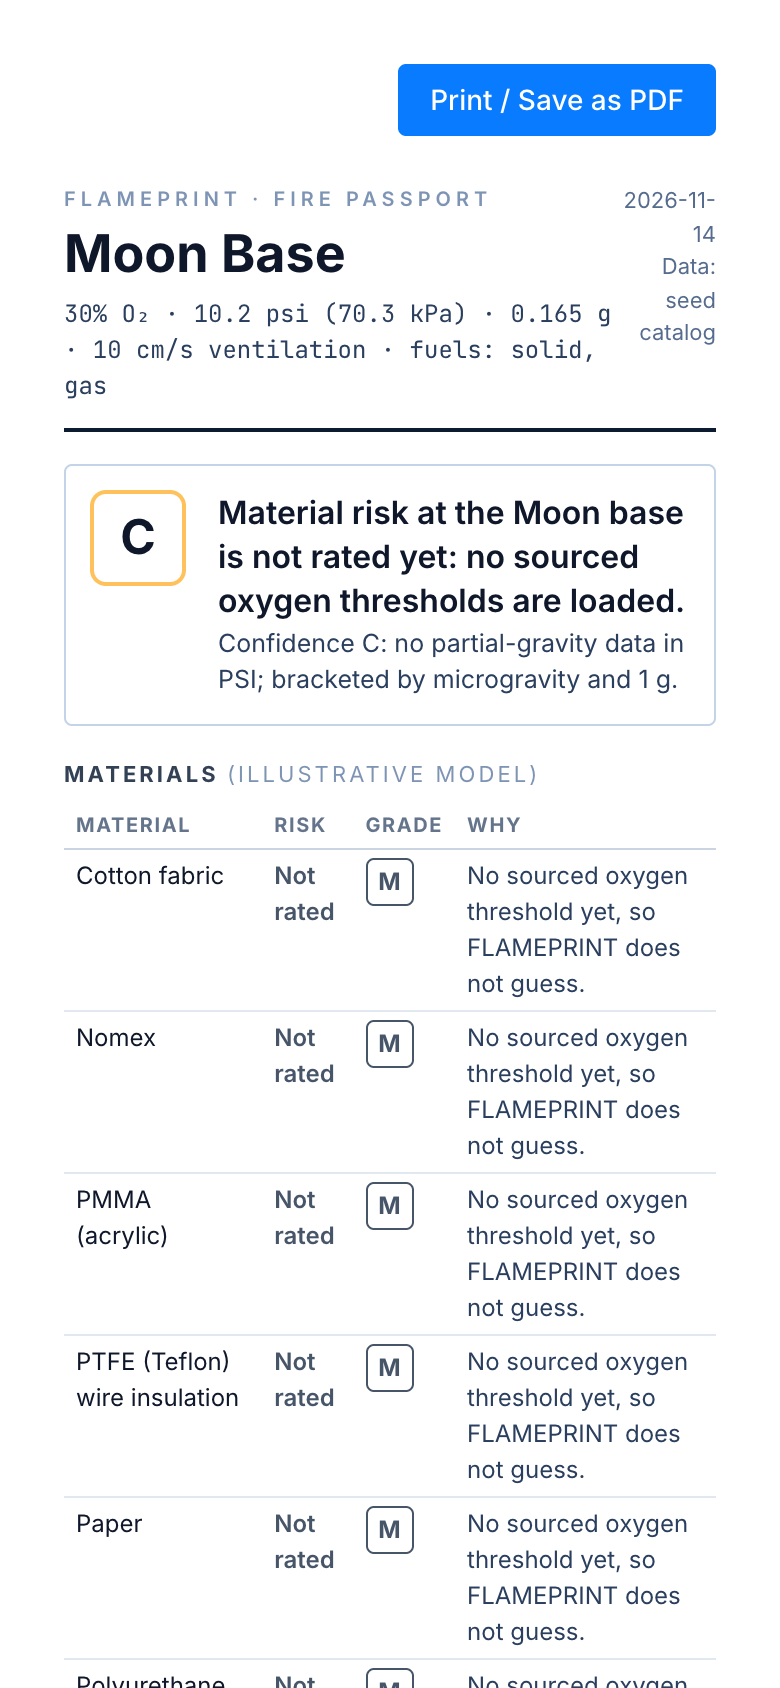 Print / Save as PDF
FLAMEPRINT · FIRE PASSPORT
Moon Base
30% O₂ · 10.2 psi (70.3 kPa) · 0.165 g
· 10 cm/s ventilation · fuels: solid,
gas
2026-11-
14
Data:
seed
catalog
C
Material risk at the Moon base
is not rated yet: no sourced
oxygen thresholds are loaded.
Confidence C: no partial-gravity data in
PSI; bracketed by microgravity and 1 g.
MATERIALS (ILLUSTRATIVE MODEL)
MATERIAL RISK GRADE WHY
Cotton fabric Not M No sourced oxygen
rated threshold yet, so
FLAMEPRINT does
not guess.
Nomex Not M No sourced oxygen
rated threshold yet, so
FLAMEPRINT does
not guess.
PMMA Not M No sourced oxygen
(acrylic) rated threshold yet, so
FLAMEPRINT does
not guess.
PTFE (Teflon) Not M No sourced oxygen
wire insulation rated threshold yet, so
FLAMEPRINT does
not guess.
Paper Not M No sourced oxygen
rated threshold yet, so
FLAMEPRINT does
not guess.
Polyurethane Not M No sourced oxygen